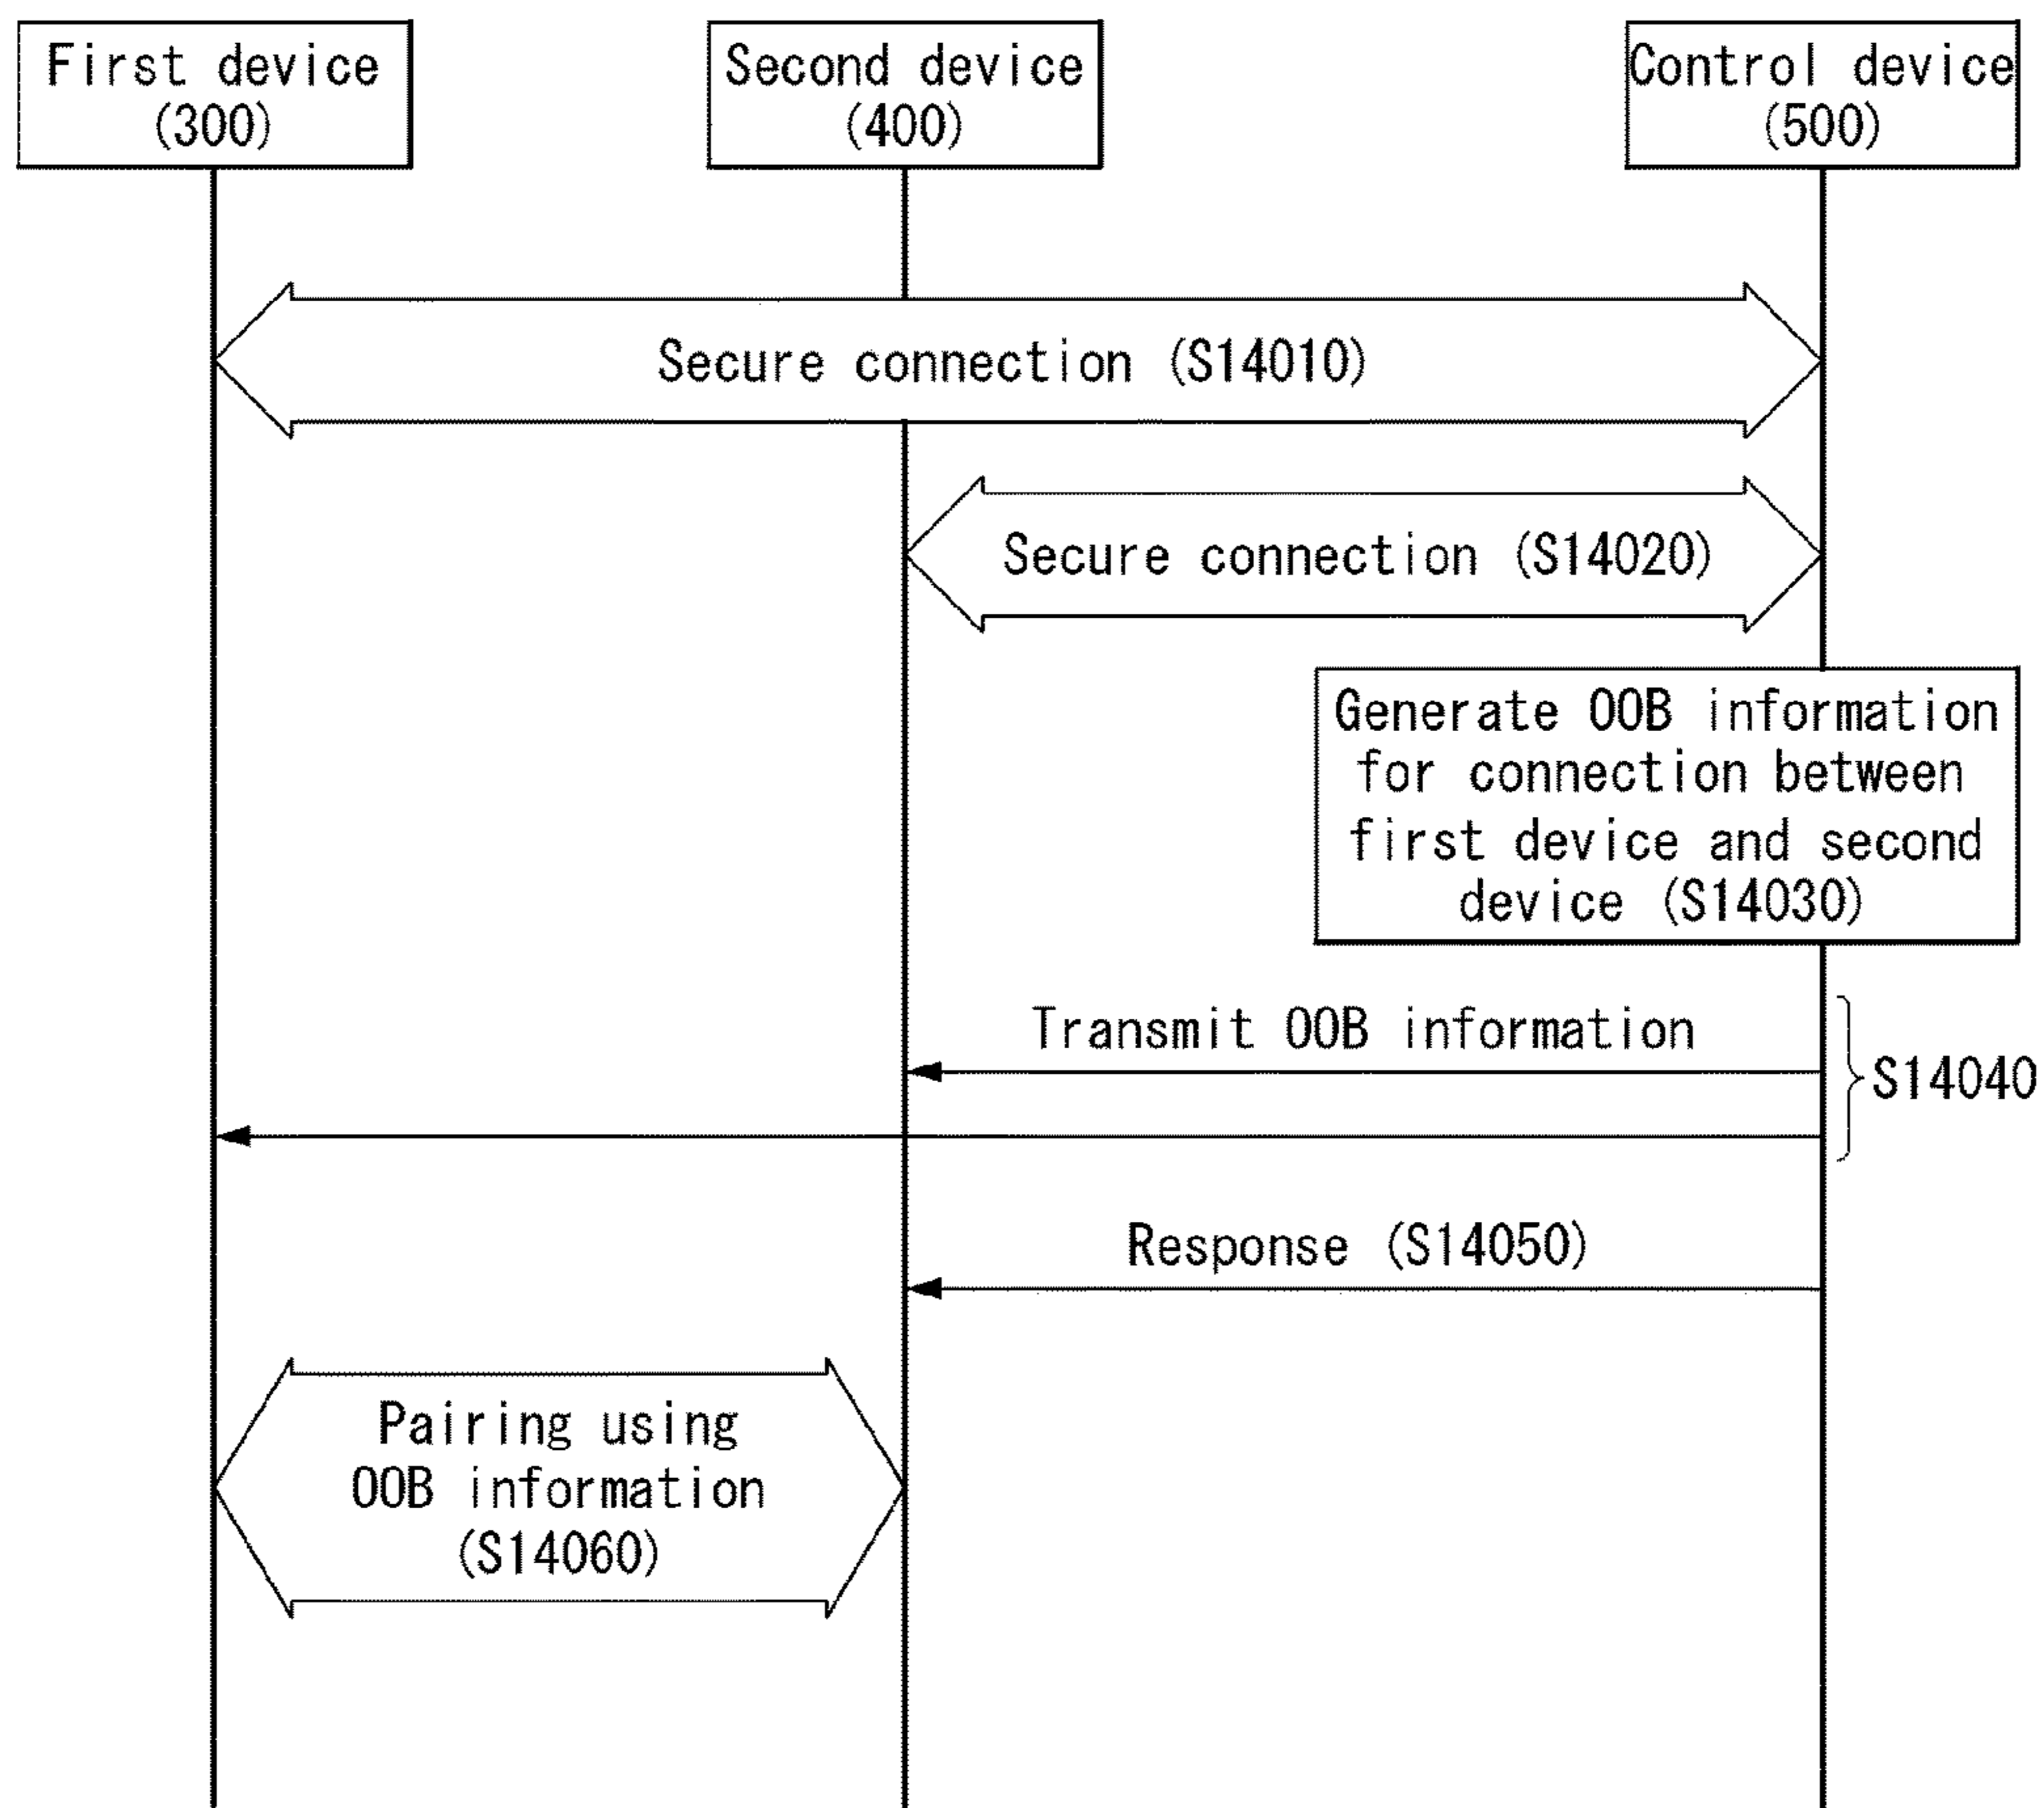 First device
(300)
Second device
(400)
Control device
(500)
Secure connection (S14010)
Secure connection (S14020)
Generate OOB information
for connection between
first device and second
device (S14030)
Transmit OOB information
S14040
Response (S14050)
Pairing using
OOB information
(S14060)